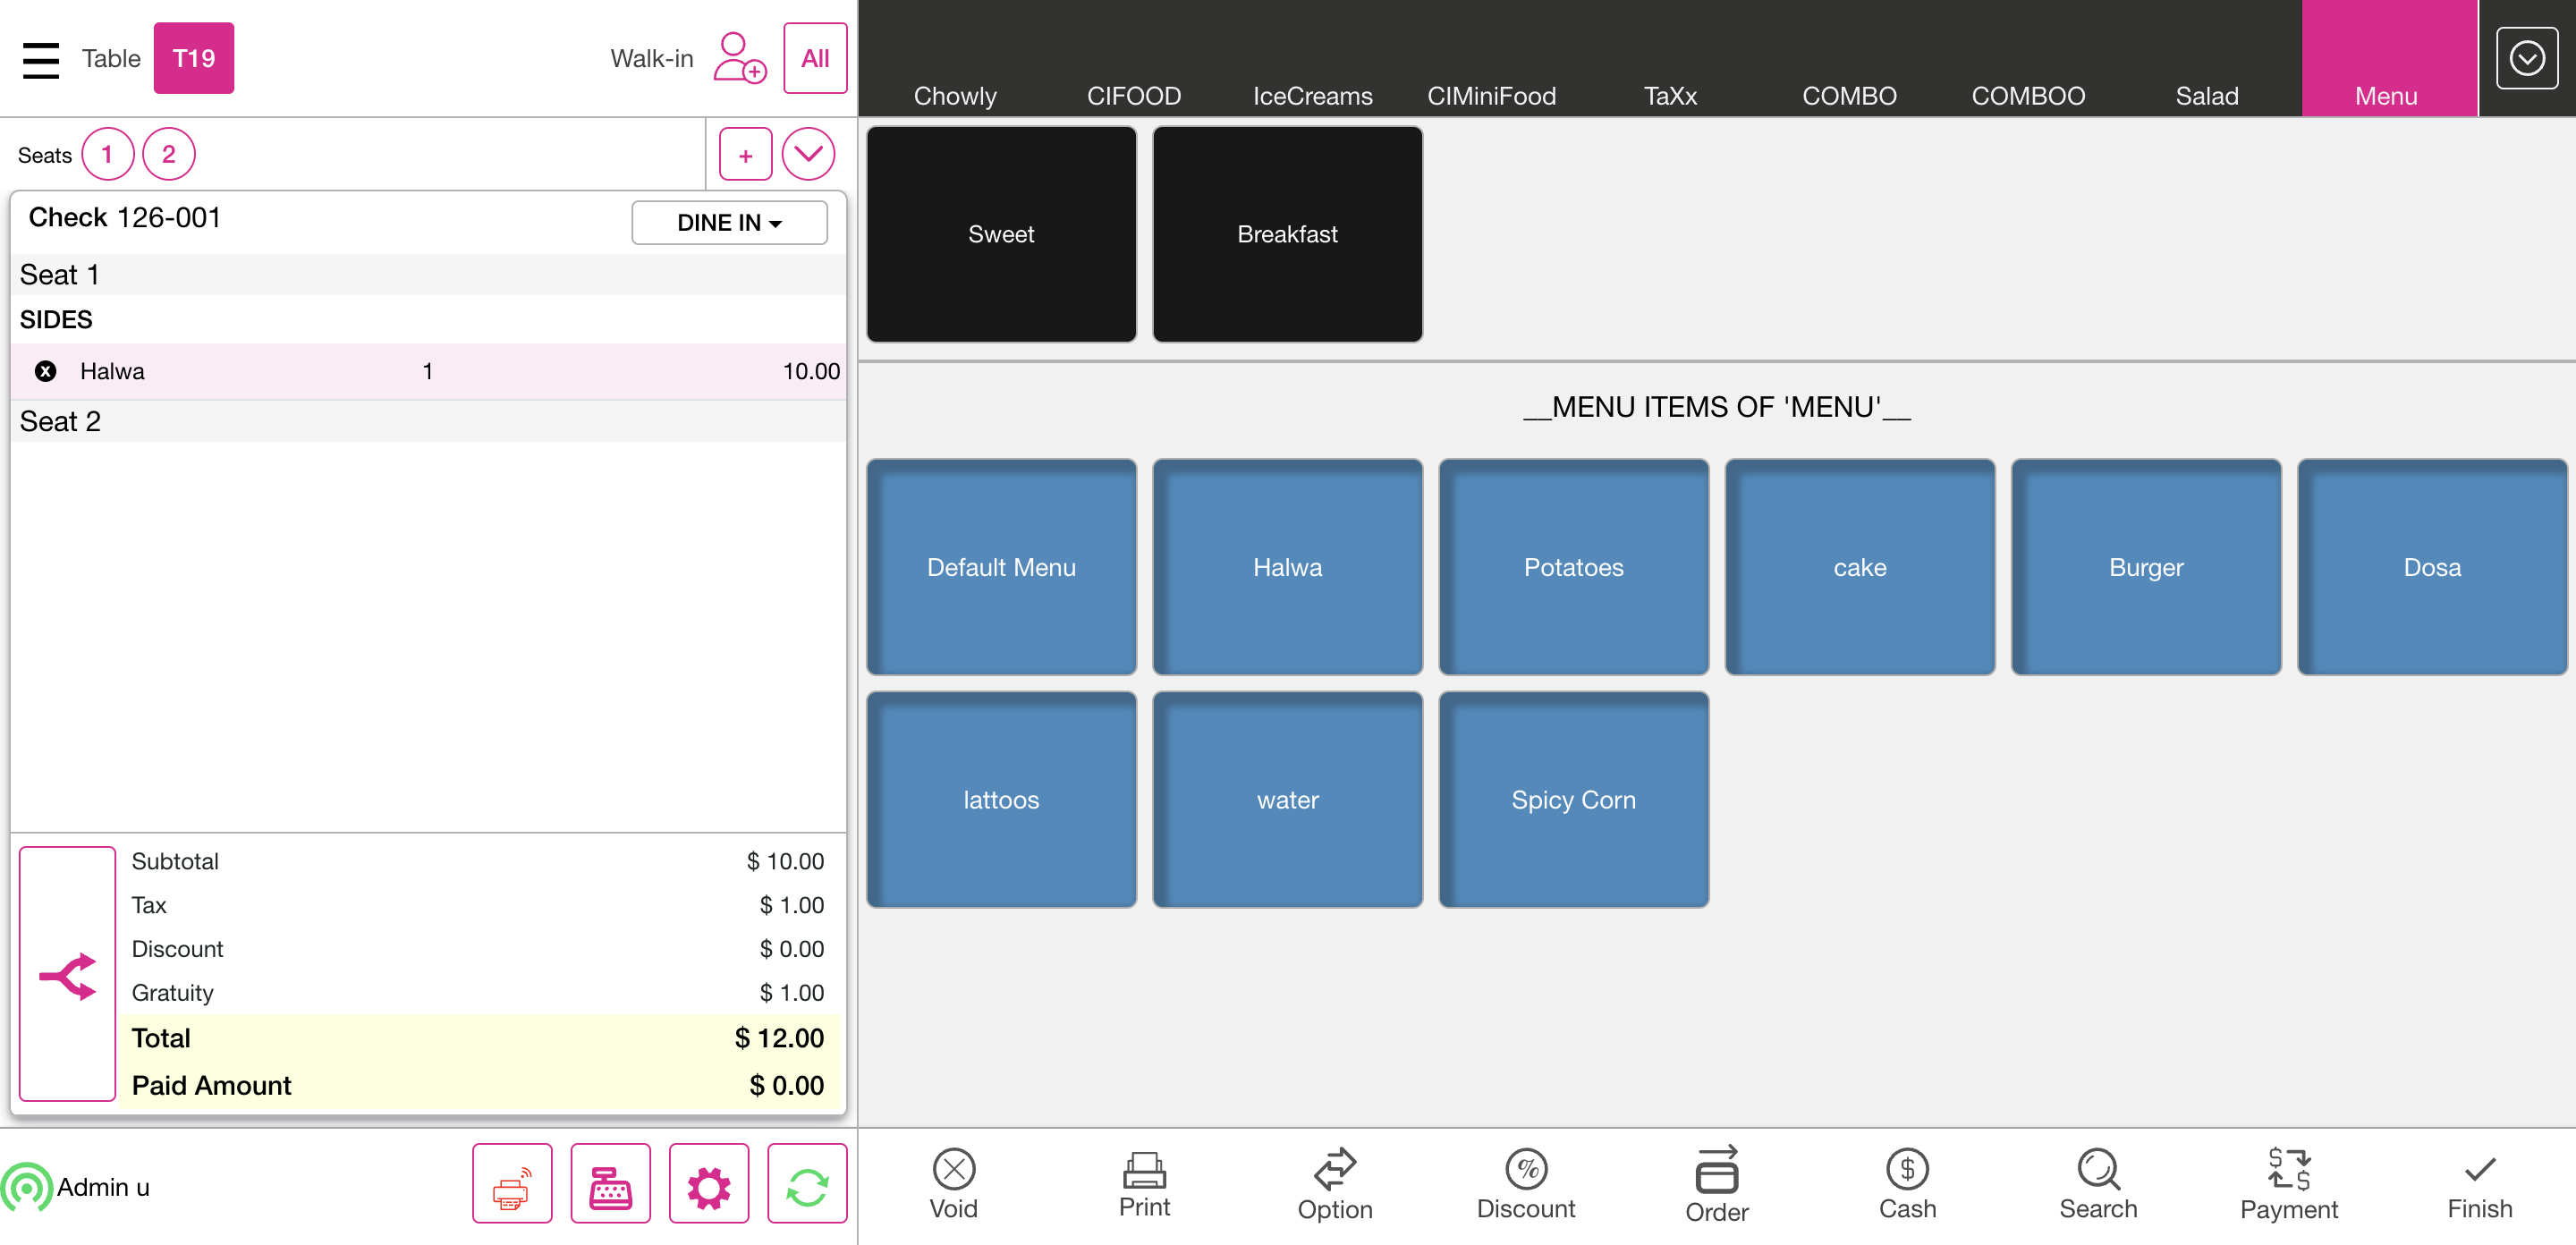 Table T19 Walk-in All
Chowly CIFOOD IceCreams CIMiniFood TaXx COMBO COMBOO Salad Menu
Seats 1 2 +
Check 126-001 DINE IN
Seat 1
SIDES
Halwa 1 10.00
Seat 2
Subtotal $ 10.00
Tax $ 1.00
Discount $ 0.00
Gratuity $ 1.00
Total $ 12.00
Paid Amount $ 0.00
Admin u
Sweet Breakfast
__MENU ITEMS OF 'MENU'__
Default Menu Halwa Potatoes cake Burger Dosa
lattoos water Spicy Corn
Void Print Option Discount Order Cash Search Payment Finish